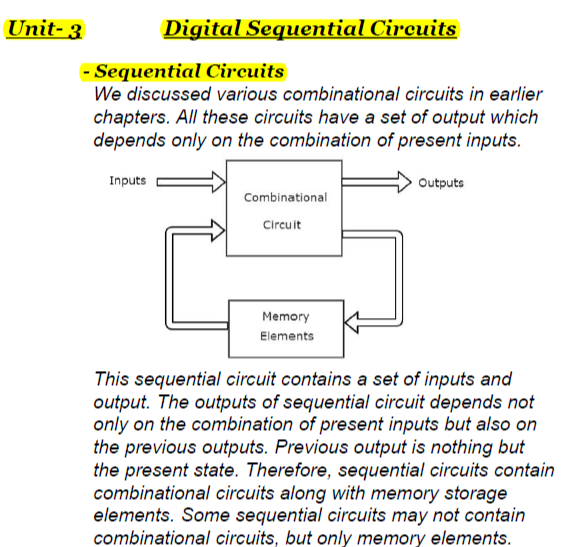 Unit- 3 Digital Sequential Circuits
- Sequential Circuits
We discussed various combinational circuits in earlier
chapters. All these circuits have a set of output which
depends only on the combination of present inputs.
Inputs
Outputs
Combinational
Circuit
Memory
Elements
This sequential circuit contains a set of inputs and
output. The outputs of sequential circuit depends not
only on the combination of present inputs but also on
the previous outputs. Previous output is nothing but
the present state. Therefore, sequential circuits contain
combinational circuits along with memory storage
elements. Some sequential circuits may not contain
combinational circuits, but only memory elements.